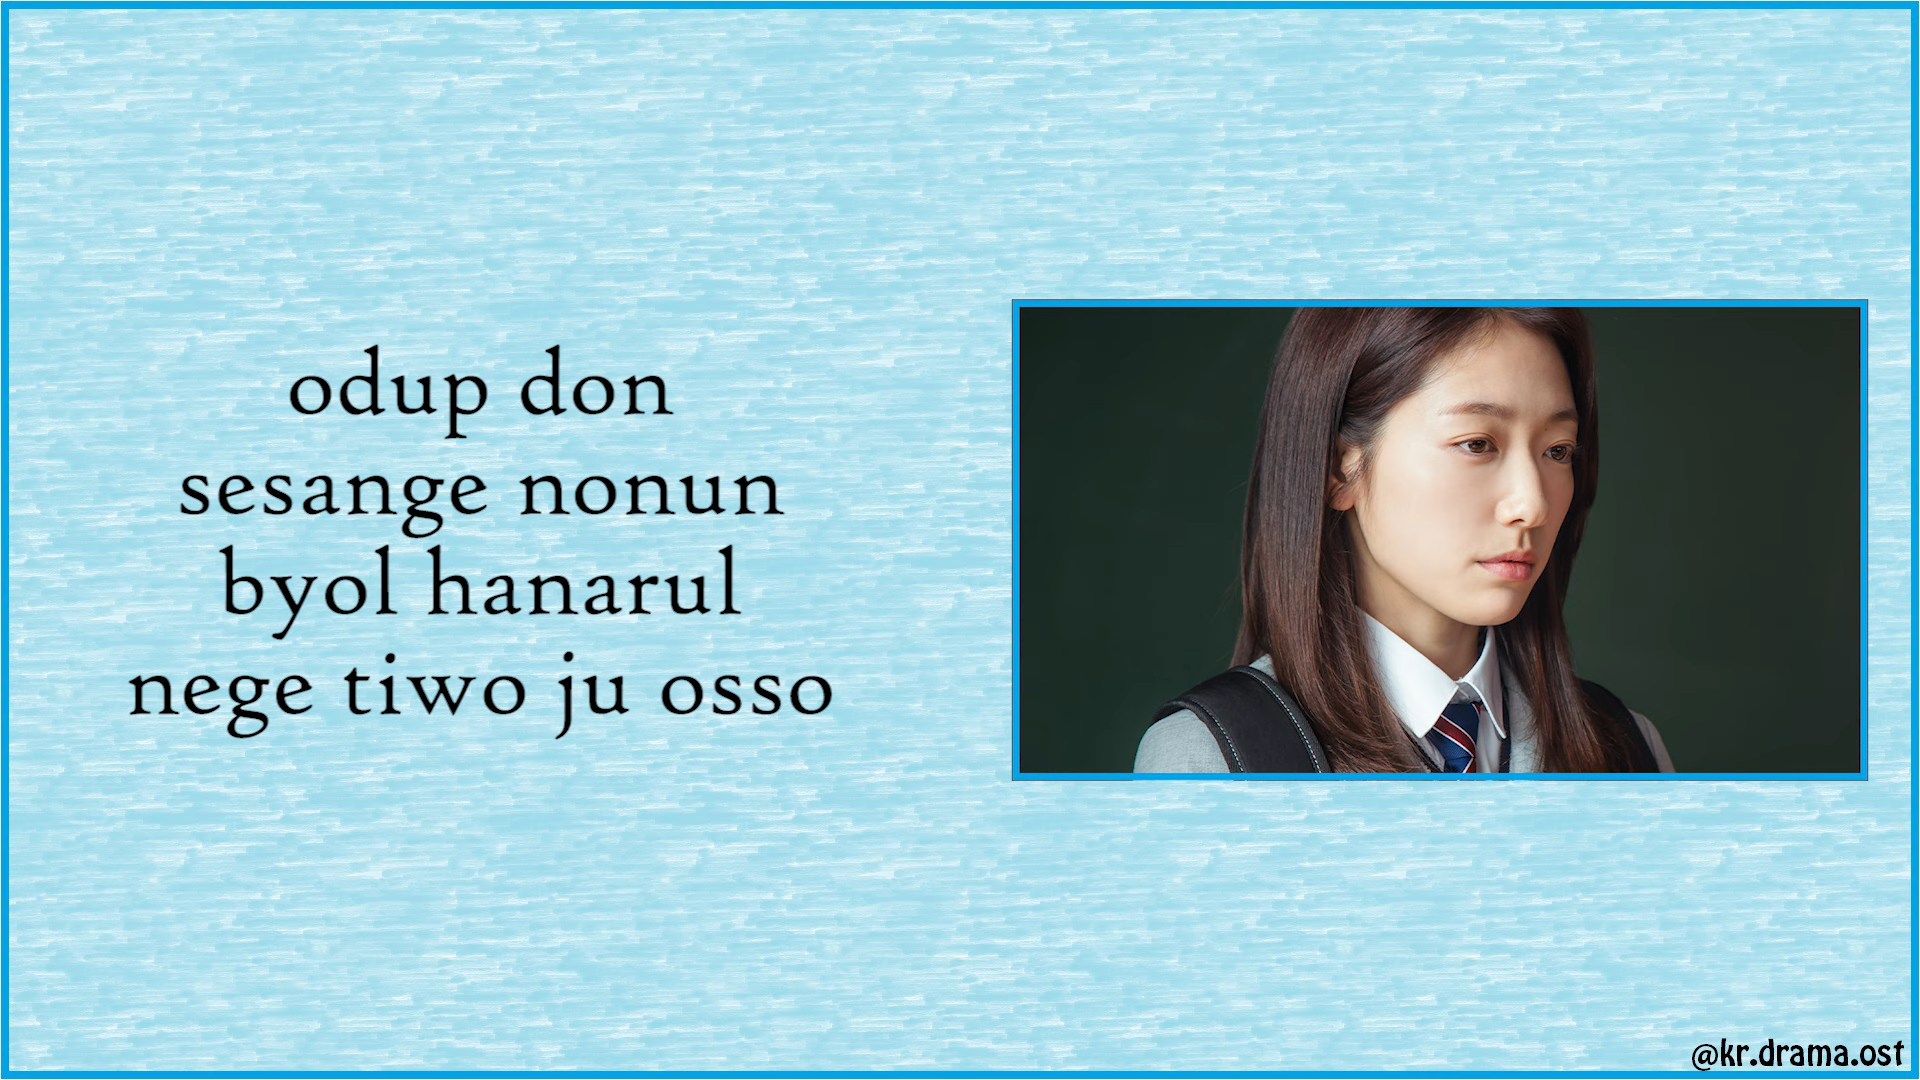 odup don
sesange nonun
byol hanarul
nege tiwo ju osso
@kr.drama.ost